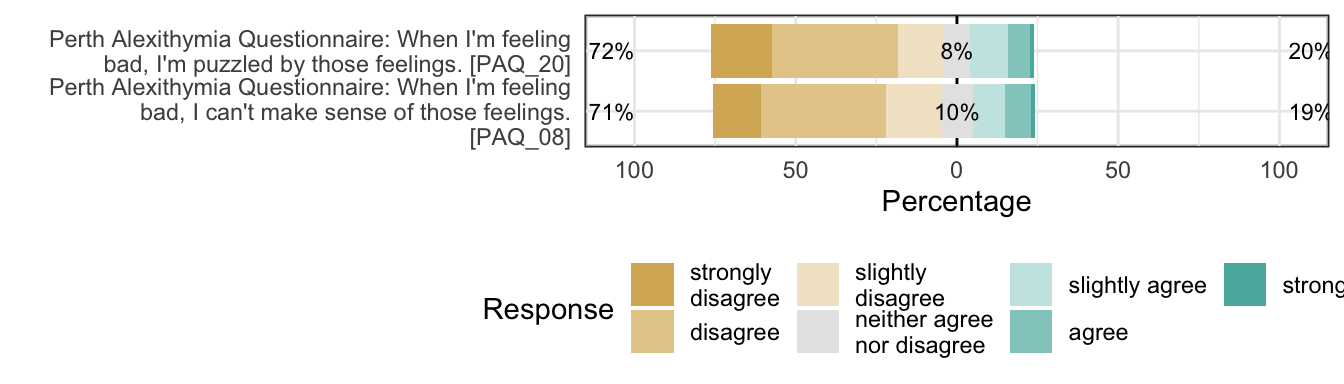 Perth Alexithymia Questionnaire: When I'm feeling
bad, I'm puzzled by those feelings. [PAQ_20]
72%
8%
20%
Perth Alexithymia Questionnaire: When I'm feeling
bad, I can't make sense of those feelings.
[PAQ_08]
71%
10%
19%
100 50 0 50 100
Percentage
Response
strongly
disagree
disagree
slightly
disagree
neither agree
nor disagree
slightly agree
agree
strong